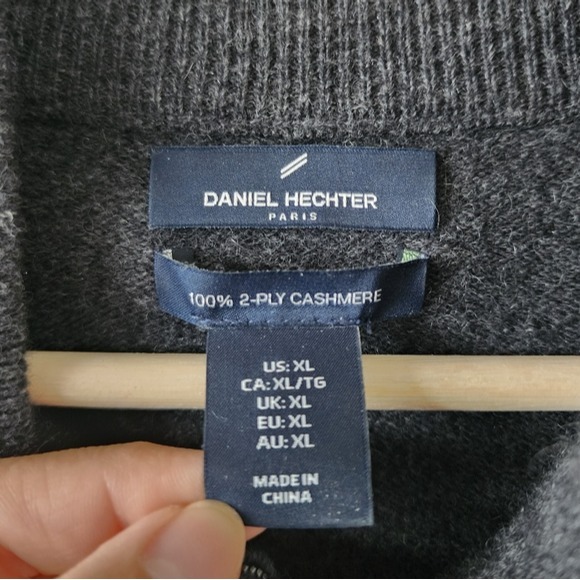 DANIEL HECHTER
PARIS
100% 2-PLY CASHMERE
US: XL
CA: XL/TG
UK: XL
EU: XL
AU: XL
MADE IN
CHINA